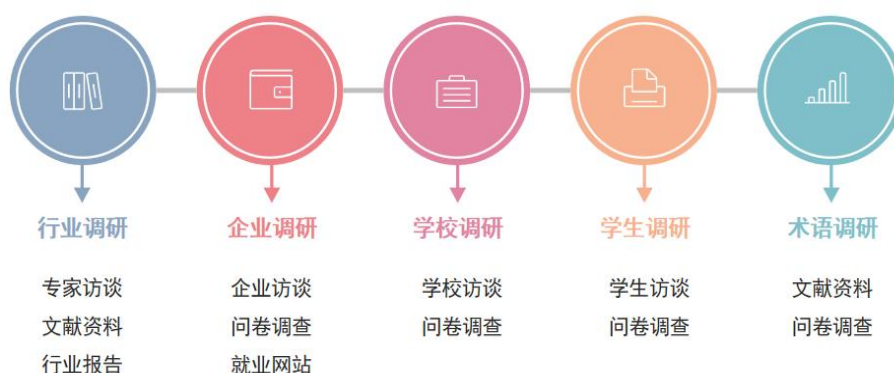 行业调研
企业调研
学校调研
学生调研
术语调研
专家访谈
企业访谈
学校访谈
学生访谈
文献资料
文献资料
问卷调查
问卷调查
问卷调查
问卷调查
行业报告
就业网站